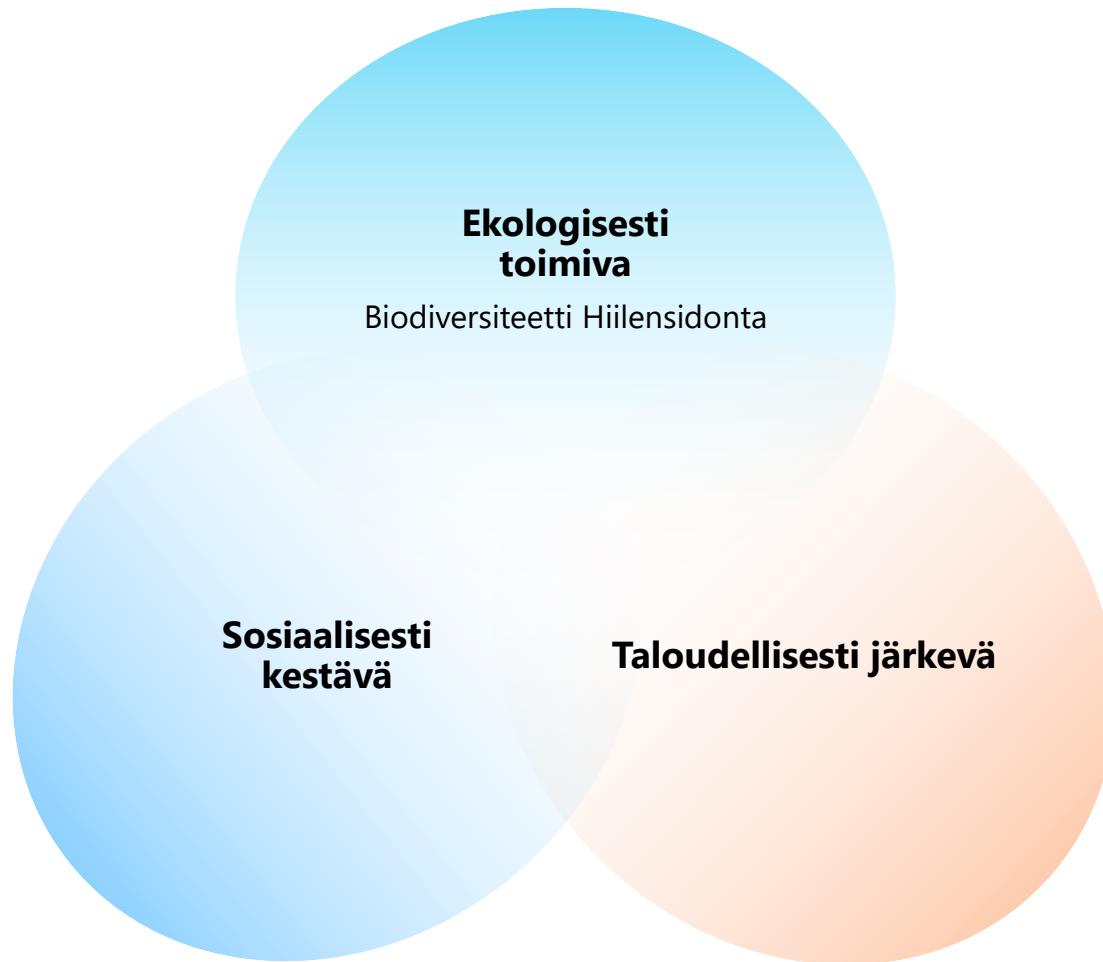 Ekologisesti
toimiva
Biodiversiteetti Hiilensidonta
Sosiaalisesti
kestävä
Taloudellisesti järkevä